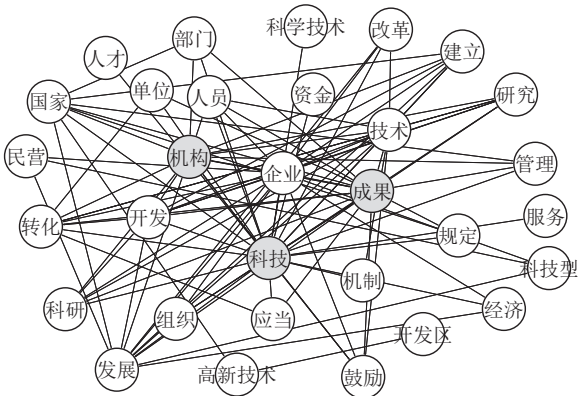 科学技术
改革
部门
人才
建立
国家
单位
人员
资金
研究
技术
民营
机构
企业
管理
成果
转化
开发
服务
规定
科技
科技型
机制
科研
组织
应当
经济
开发区
发展
高新技术
鼓励